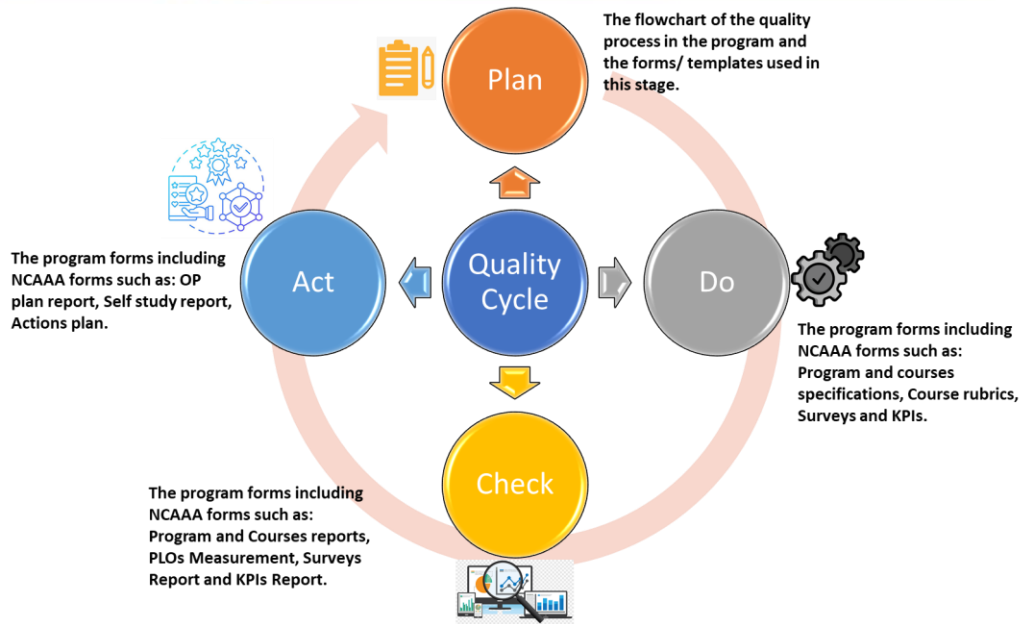 Plan
The flowchart of the quality
process in the program and
the forms/ templates used in
this stage.
The program forms including
NCAAA forms such as: OP
plan report, Self study report,
Actions plan.
Act
Quality
Cycle
Do
The program forms including
NCAAA forms such as:
Program and courses
specifications, Course rubrics,
Surveys and KPIs.
Check
The program forms including
NCAAA forms such as:
Program and Courses reports,
PLOs Measurement, Surveys
Report and KPIs Report.